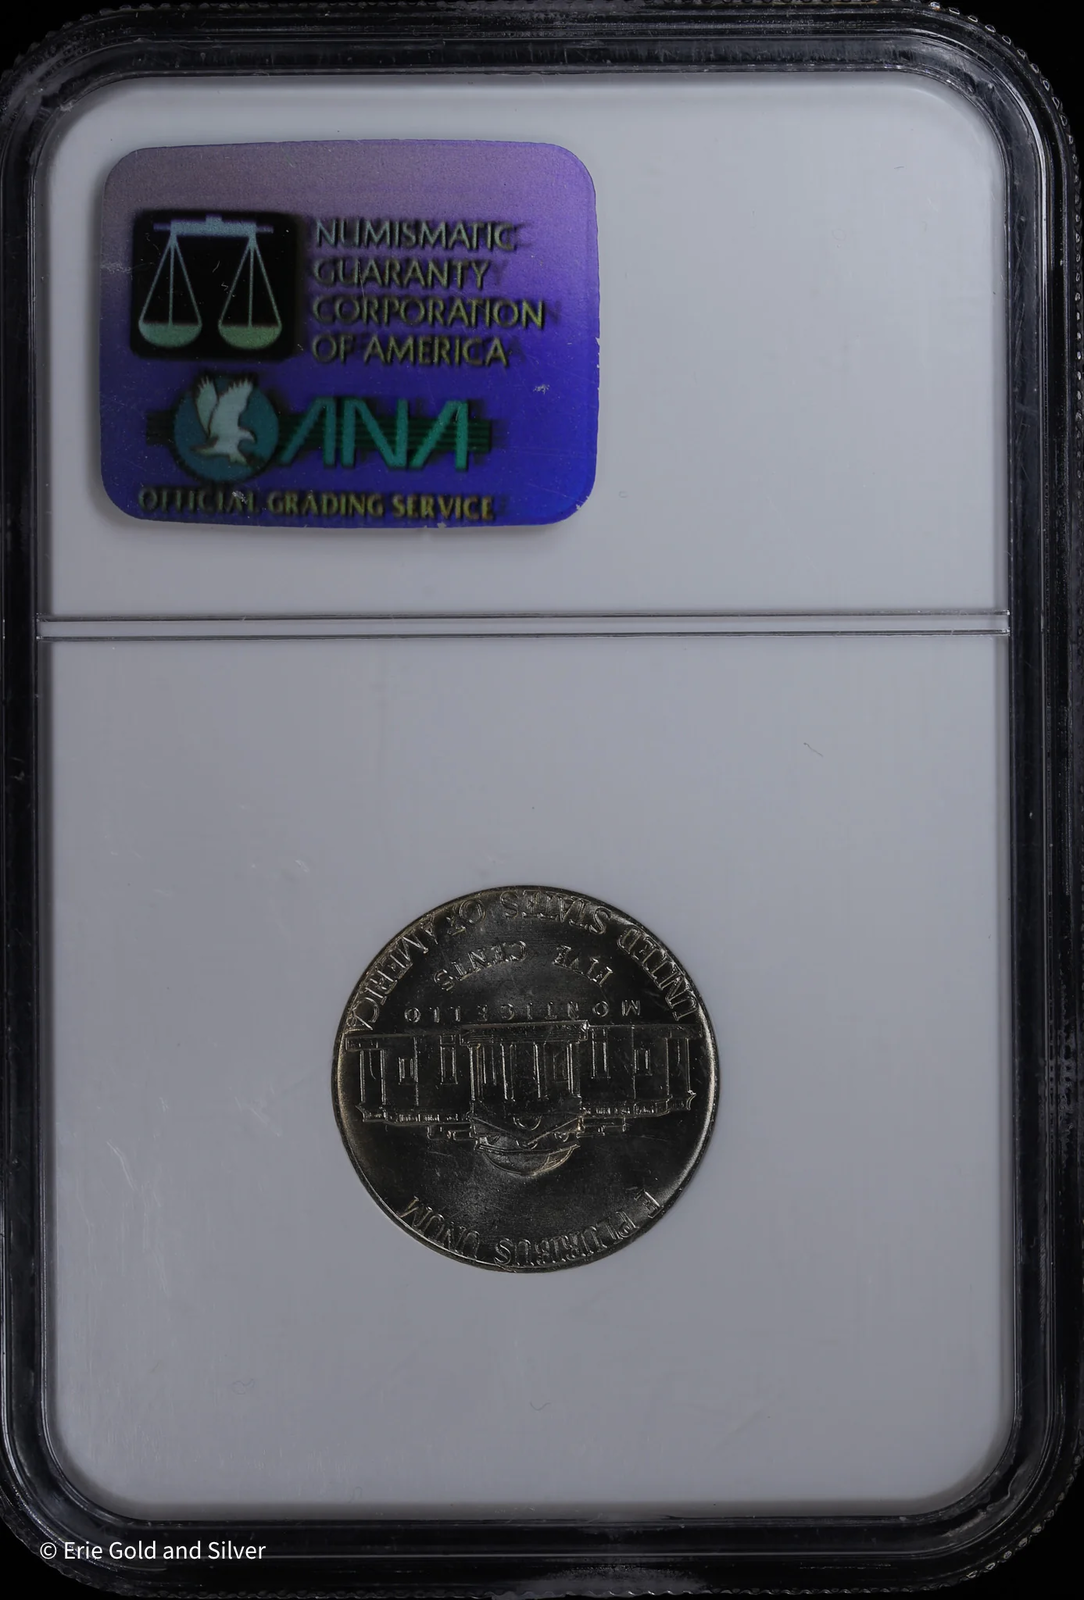 NUMISMATIC
GUARANTY
CORPORATION
OF AMERICA
ANA
OFFICIAL GRADING SERVICE
E PLURIBUS UNUM
MONTICELLO
FIVE CENTS
UNITED STATES OF AMERICA
© Erie Gold and Silver